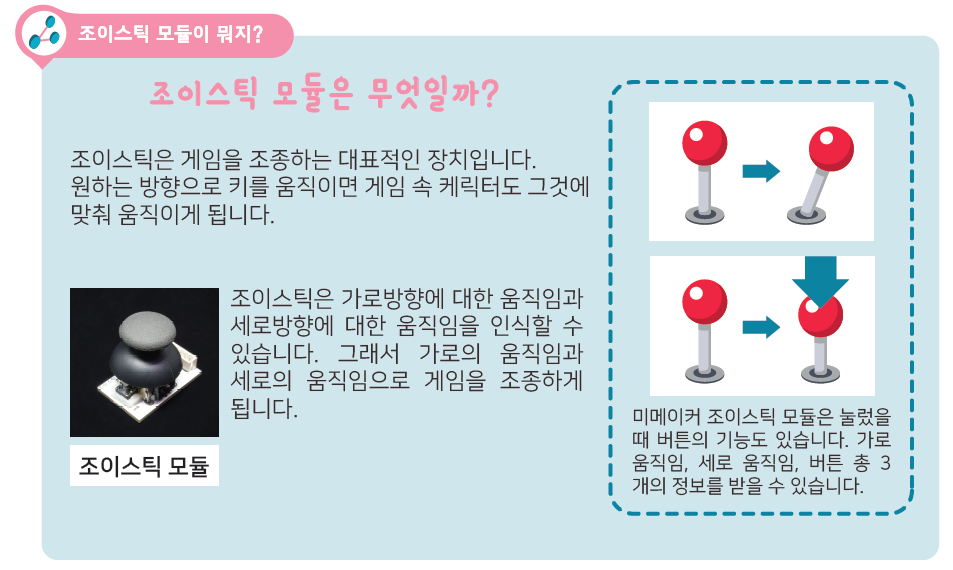 조이스틱 모듈이 뭐지?
조이스틱 모듈은 무엇일까?
조이스틱은 게임을 조종하는 대표적인 장치입니다.
원하는 방향으로 키를 움직이면 게임 속 케릭터도 그것에
맞춰 움직이게 됩니다.
조이스틱은 가로방향에 대한 움직임과
세로방향에 대한 움직임을 인식할 수
있습니다. 그래서 가로의 움직임과
세로의 움직임으로 게임을 조종하게
됩니다.
조이스틱 모듈
미메이커 조이스틱 모듈은 눌렀을
때 버튼의 기능도 있습니다. 가로
움직임, 세로 움직임, 버튼 총 3
개의 정보를 받을 수 있습니다.